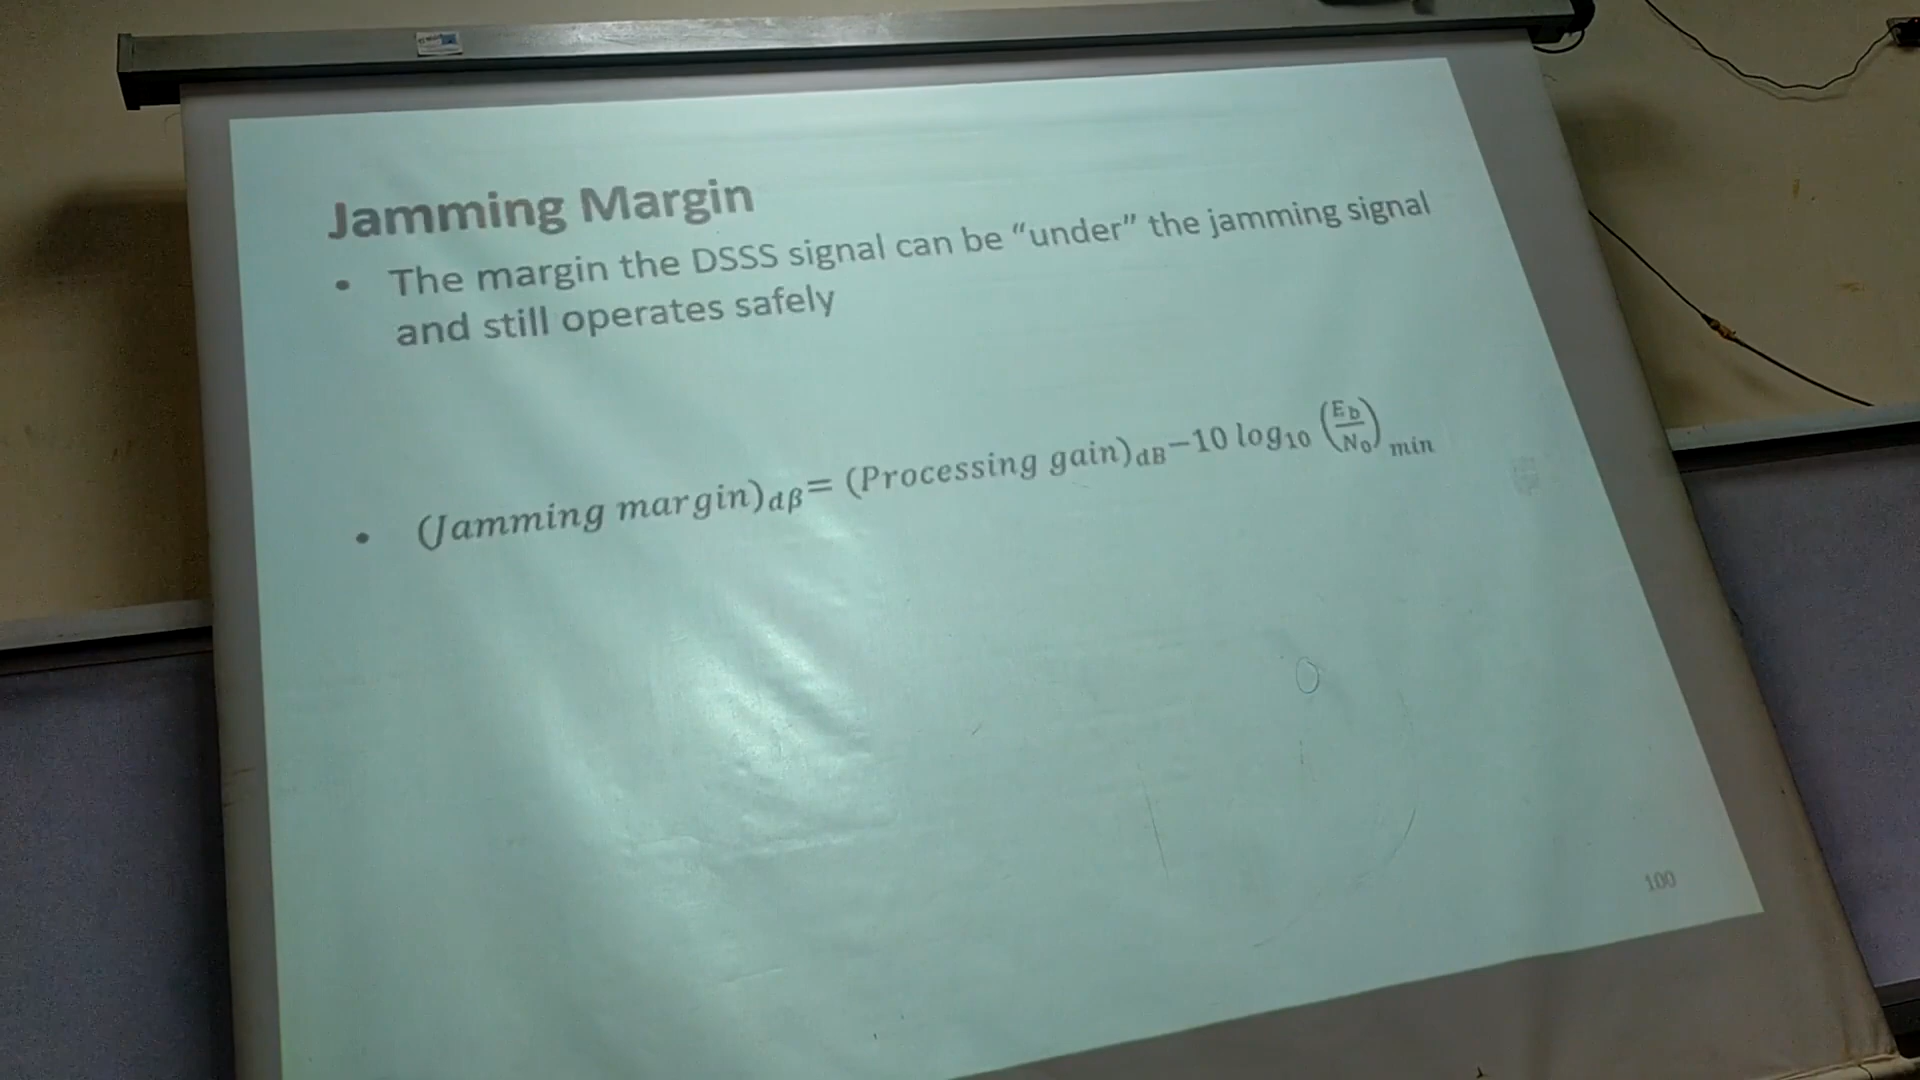 Jamming Margin
• The margin the DSSS signal can be “under” the jamming signal
and still operates safely
• (Jamming margin)dβ= (Processing gain)dB−10 log10 (Eb/N0)min
100